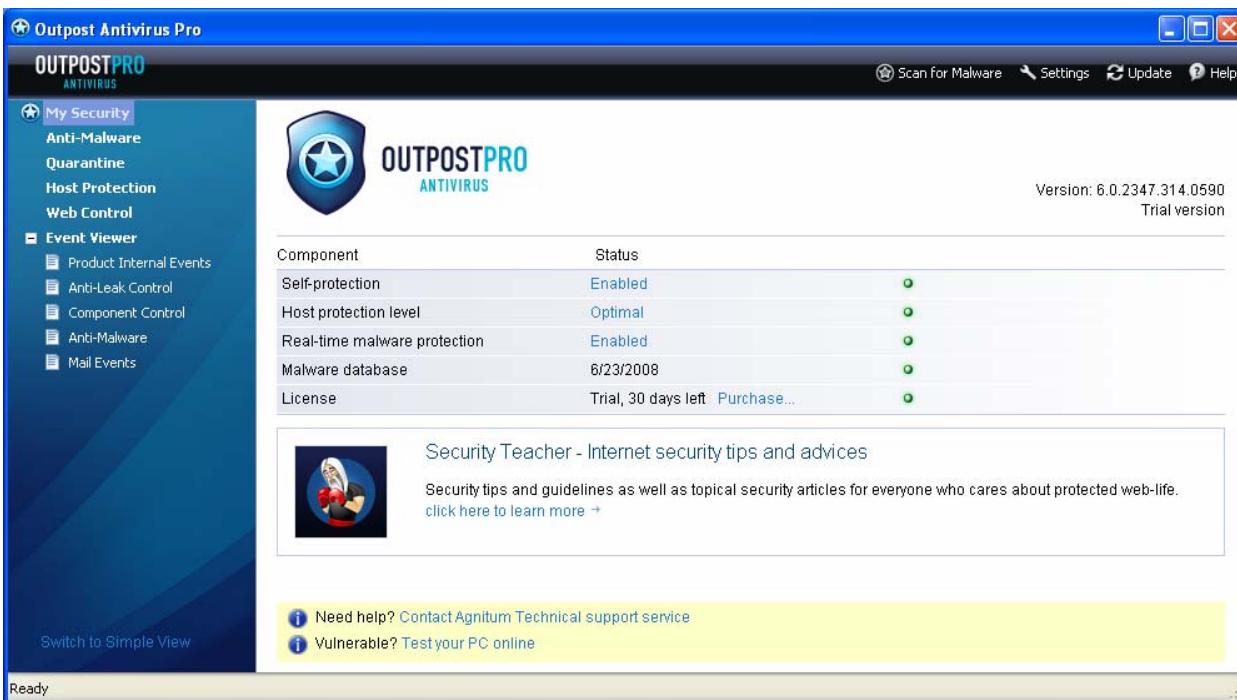 Outpost Antivirus Pro
OUTPOSTPRO
ANTIVIRUS
Scan for Malware Settings Update Help
My Security
Anti-Malware
Quarantine
Host Protection
Web Control
Event Viewer
Product Internal Events
Anti-Leak Control
Component Control
Anti-Malware
Mail Events
Switch to Simple View
OUTPOSTPRO
ANTIVIRUS
Version: 6.0.2347.314.0590
Trial version
Component Status
Self-protection Enabled
Host protection level Optimal
Real-time malware protection Enabled
Malware database 6/23/2008
License Trial, 30 days left Purchase...
Security Teacher - Internet security tips and advices
Security tips and guidelines as well as topical security articles for everyone who cares about protected web-life.
click here to learn more →
Need help? Contact Agnitum Technical support service
Vulnerable? Test your PC online
Ready